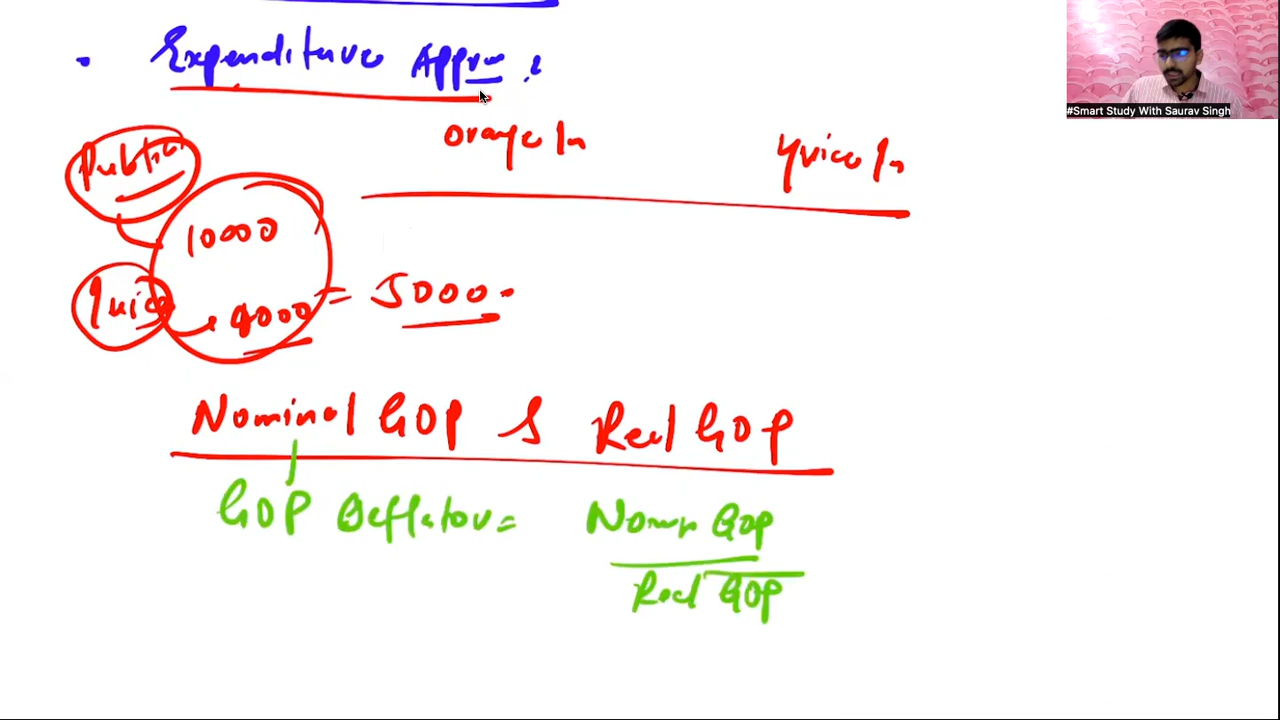 #Smart Study With Saurav Singh
• Expenditure Appro :
Orange In
Juice In
Public
10000
Juice
4000 = 5000.
Nominal GDP & Real GDP
GDP Deflator = Nom GDP
Real GDP